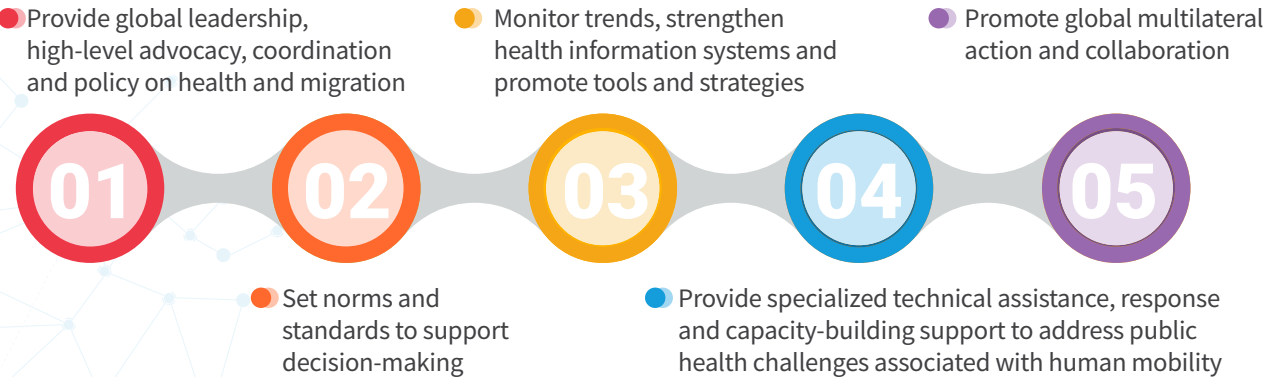 Provide global leadership,
high-level advocacy, coordination
and policy on health and migration
Monitor trends, strengthen
health information systems and
promote tools and strategies
Promote global multilateral
action and collaboration
01
02
03
04
05
Set norms and
standards to support
decision-making
Provide specialized technical assistance, response
and capacity-building support to address public
health challenges associated with human mobility